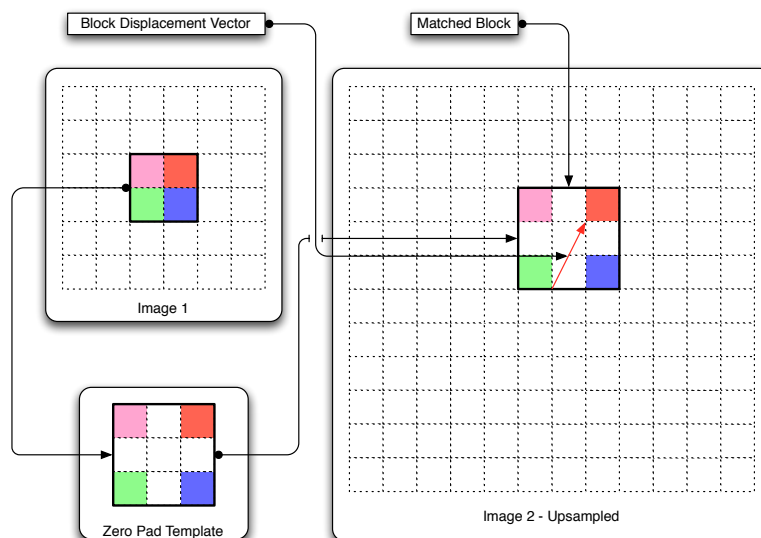 Block Displacement Vector
Matched Block
Image 1
Zero Pad Template
Image 2 - Upsampled